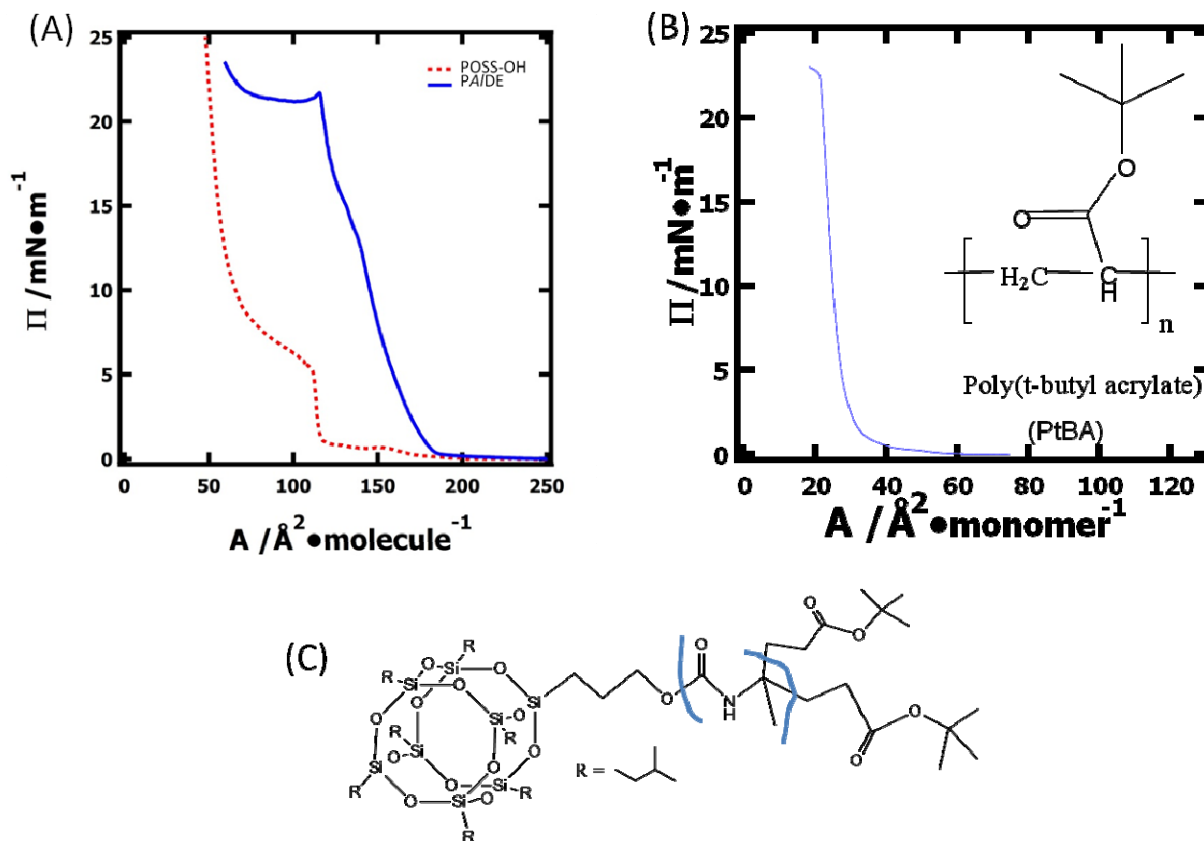 (A)
25
20
15
10
5
0
Π /mN•m⁻¹
POSS-OH
PAIDE
0 50 100 150 200 250
A /Å²•molecule⁻¹
(B)
25
20
15
10
5
0
Π /mN•m⁻¹
O
O
H₂C C
H
n
Poly(t-butyl acrylate)
(PtBA)
0 20 40 60 80 100 120
A /Å²•monomer⁻¹
(C)
R
R O Si O
Si O Si
O O R Si O O
R O Si
Si O Si
R O Si O R
R
O O
N
H
O
O
O
O
R =